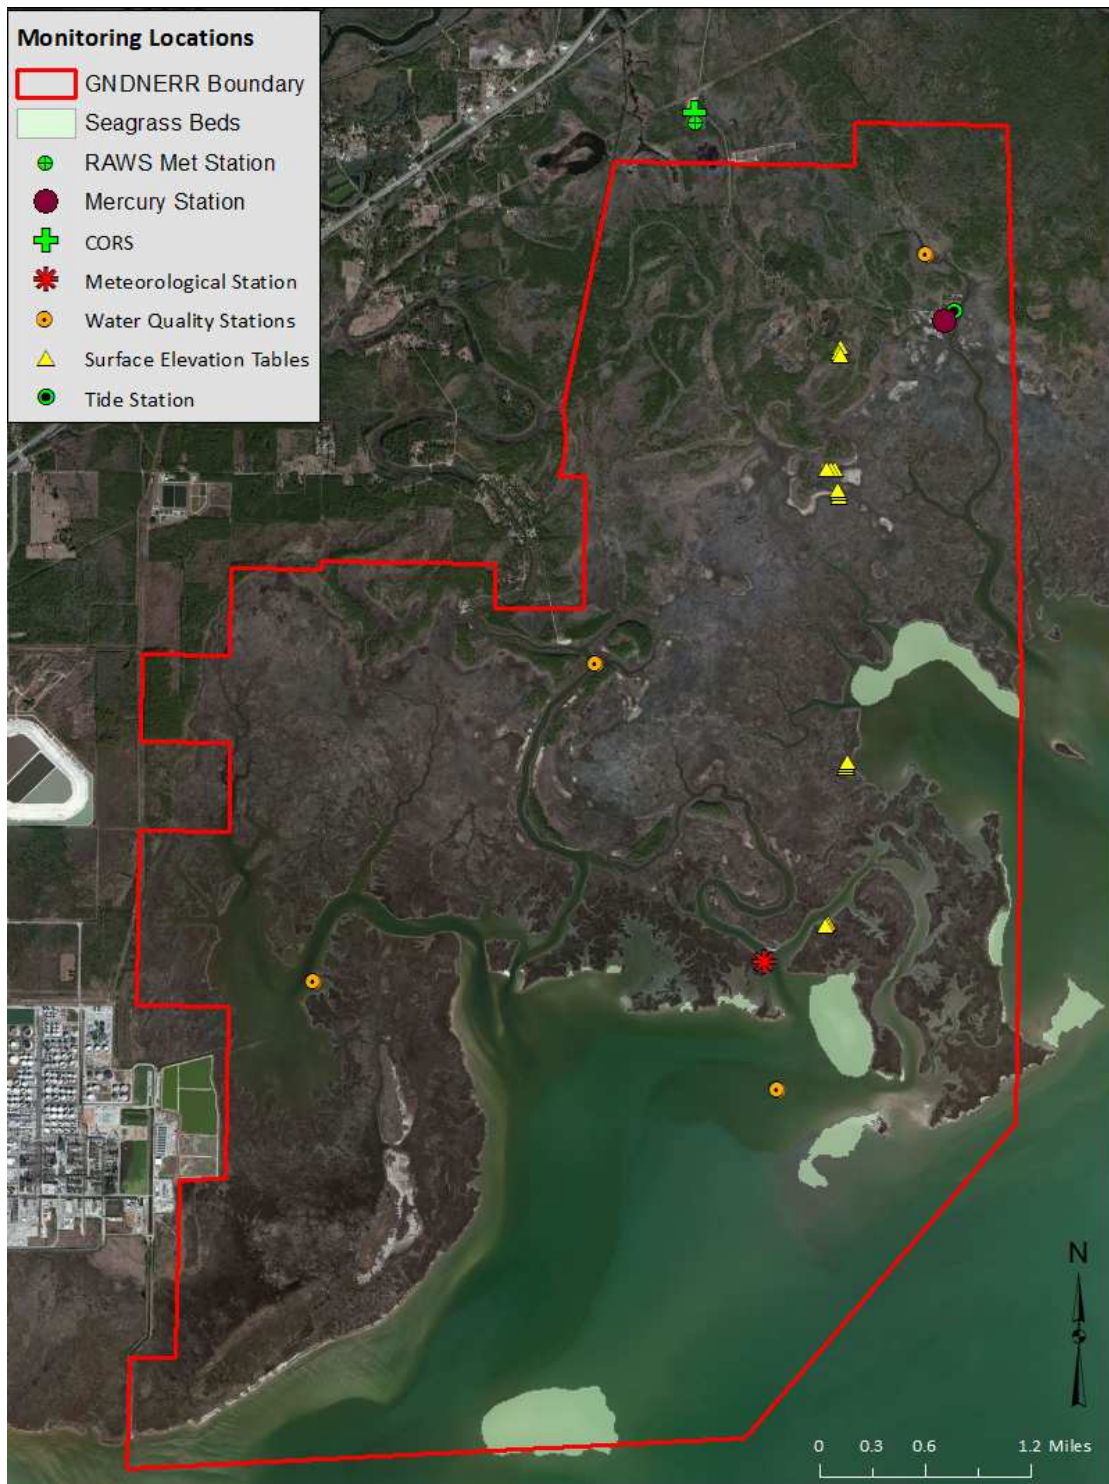 Monitoring Locations
GNDNERR Boundary
Seagrass Beds
RAWS Met Station
Mercury Station
CORS
Meteorological Station
Water Quality Stations
Surface Elevation Tables
Tide Station
N
0 0.3 0.6 1.2 Miles